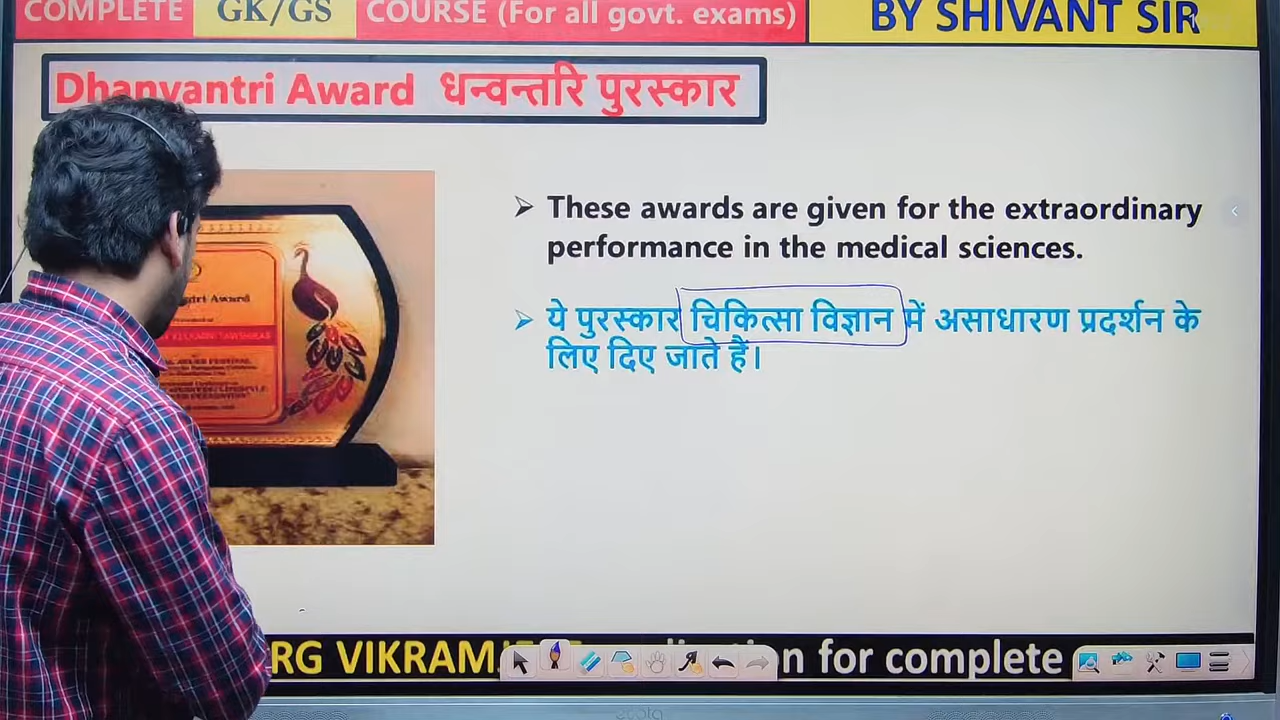 COMPLETE GK/GS COURSE (For all govt. exams) BY SHIVANT SIR
Dhanvantri Award धन्वन्तरि पुरस्कार
These awards are given for the extraordinary
performance in the medical sciences.
ये पुरस्कार चिकित्सा विज्ञान में असाधारण प्रदर्शन के
लिए दिए जाते हैं।
Award
RG VIKRAM
n for complete